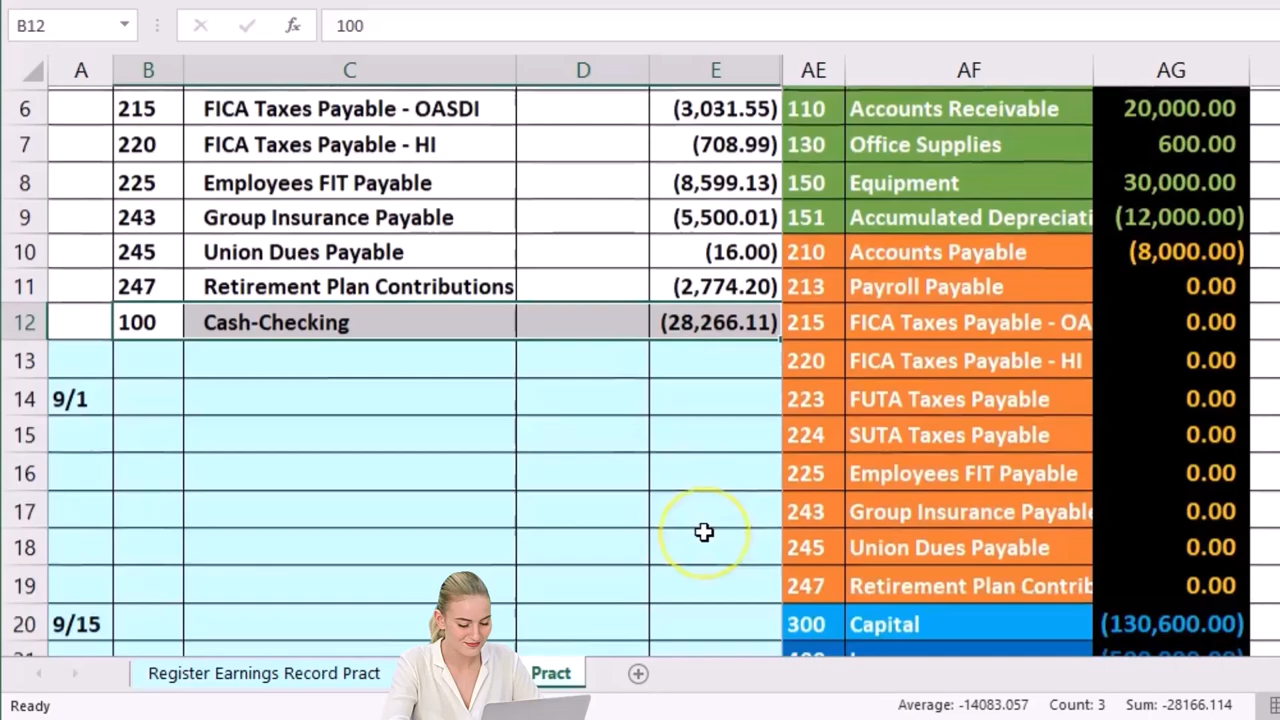 B12 fx 100
A B C D E AE AF AG
6 215 FICA Taxes Payable - OASDI (3,031.55) 110 Accounts Receivable 20,000.00
7 220 FICA Taxes Payable - HI (708.99) 130 Office Supplies 600.00
8 225 Employees FIT Payable (8,599.13) 150 Equipment 30,000.00
9 243 Group Insurance Payable (5,500.01) 151 Accumulated Depreciati (12,000.00)
10 245 Union Dues Payable (16.00) 210 Accounts Payable (8,000.00)
11 247 Retirement Plan Contributions (2,774.20) 213 Payroll Payable 0.00
12 100 Cash-Checking (28,266.11) 215 FICA Taxes Payable - OA 0.00
13 220 FICA Taxes Payable - HI 0.00
14 9/1 223 FUTA Taxes Payable 0.00
15 224 SUTA Taxes Payable 0.00
16 225 Employees FIT Payable 0.00
17 243 Group Insurance Payable 0.00
18 245 Union Dues Payable 0.00
19 247 Retirement Plan Contrib 0.00
20 9/15 300 Capital (130,600.00)
Register Earnings Record Pract Pract
Ready Average: -14083.057 Count: 3 Sum: -28166.114